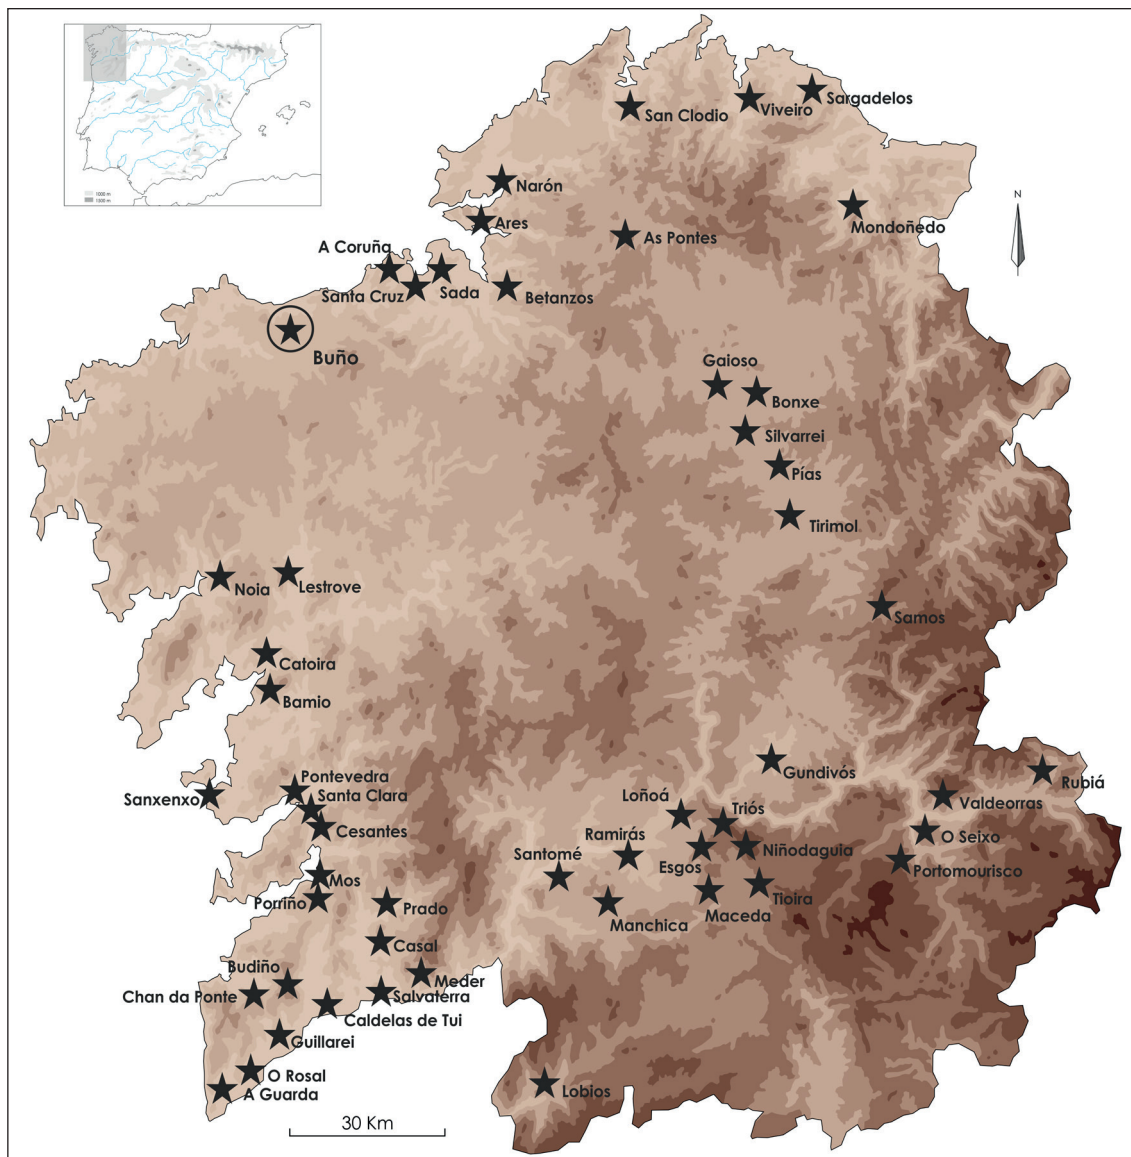 1000 m
1500 m
N
San Clodio
Viveiro
Sargadelos
Narón
Ares
As Pontes
Mondoñedo
A Coruña
Santa Cruz
Sada
Betanzos
Buño
Gaioso
Bonxe
Silvarrei
Pías
Tirimol
Noia
Lestrove
Samos
Catoira
Bamio
Gundivós
Rubiá
Pontevedra
Sanxenxo
Santa Clara
Valdeorras
Loñoá
Triós
Cesantes
O Seixo
Ramirás
Niñodaguia
Santomé
Esgos
Portomourisco
Mos
Tioira
Porriño
Prado
Maceda
Manchica
Casal
Budiño
Meder
Chan da Ponte
Salvaterra
Caldelas de Tui
Guillarei
O Rosal
A Guarda
Lobios
30 Km